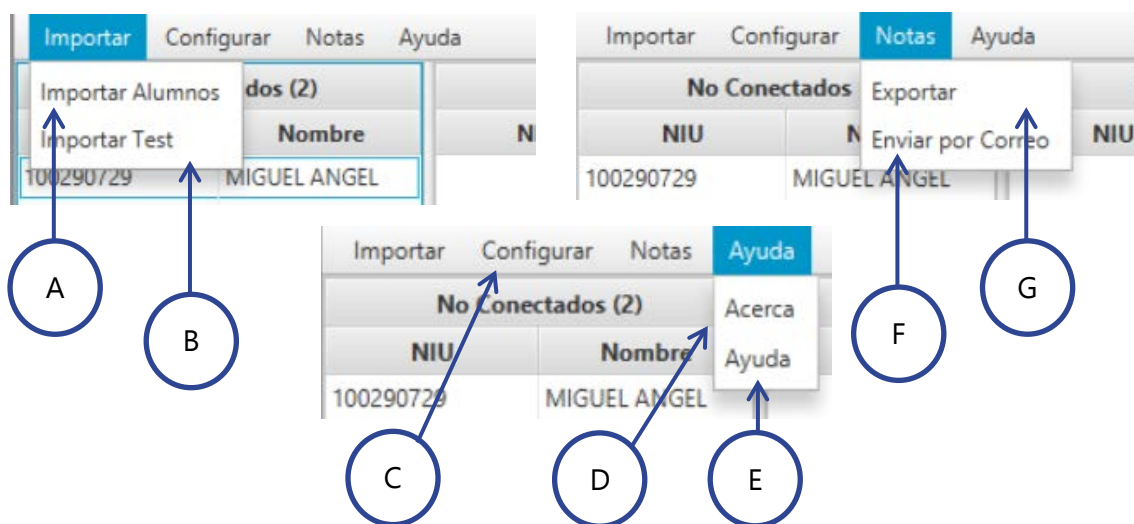 Importar Configurar Notas Ayuda
Importar Alumnos
dos (2)
Importar Test
Nombre
N
100290729 MIGUEL ANGEL
A
B
Importar Configurar Notas Ayuda
No Conectados
Exportar
NIU
N
Enviar por Correo
NIU
100290729 MIGUEL ANGEL
F
G
Importar Configurar Notas Ayuda
No Conectados (2)
Acerca
NIU Nombre
Ayuda
100290729 MIGUEL ANGEL
C
D
E